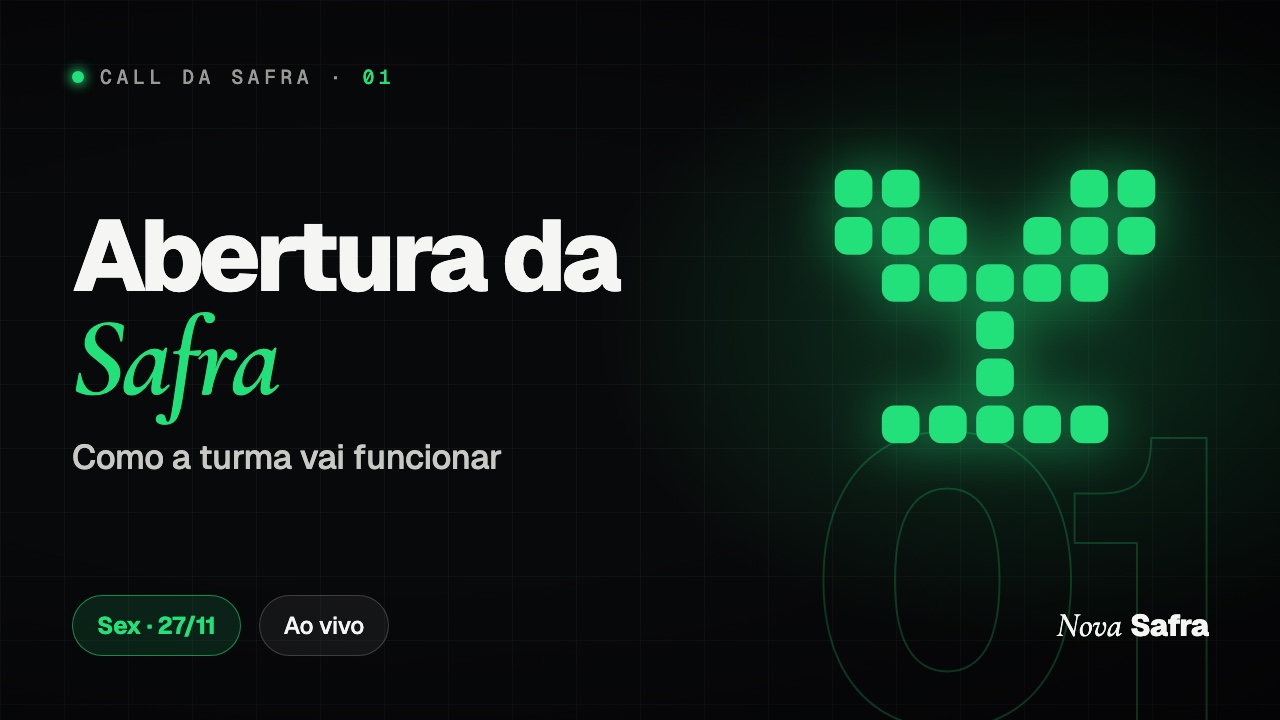 CALL DA SAFRA · 01
Abertura da
Safra
Como a turma vai funcionar
Sex · 27/11
Ao vivo
01
Nova Safra